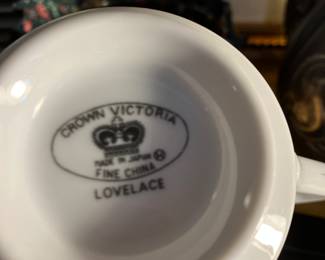 CROWN VICTORIA
MADE IN JAPAN
FINE CHINA
LOVELACE